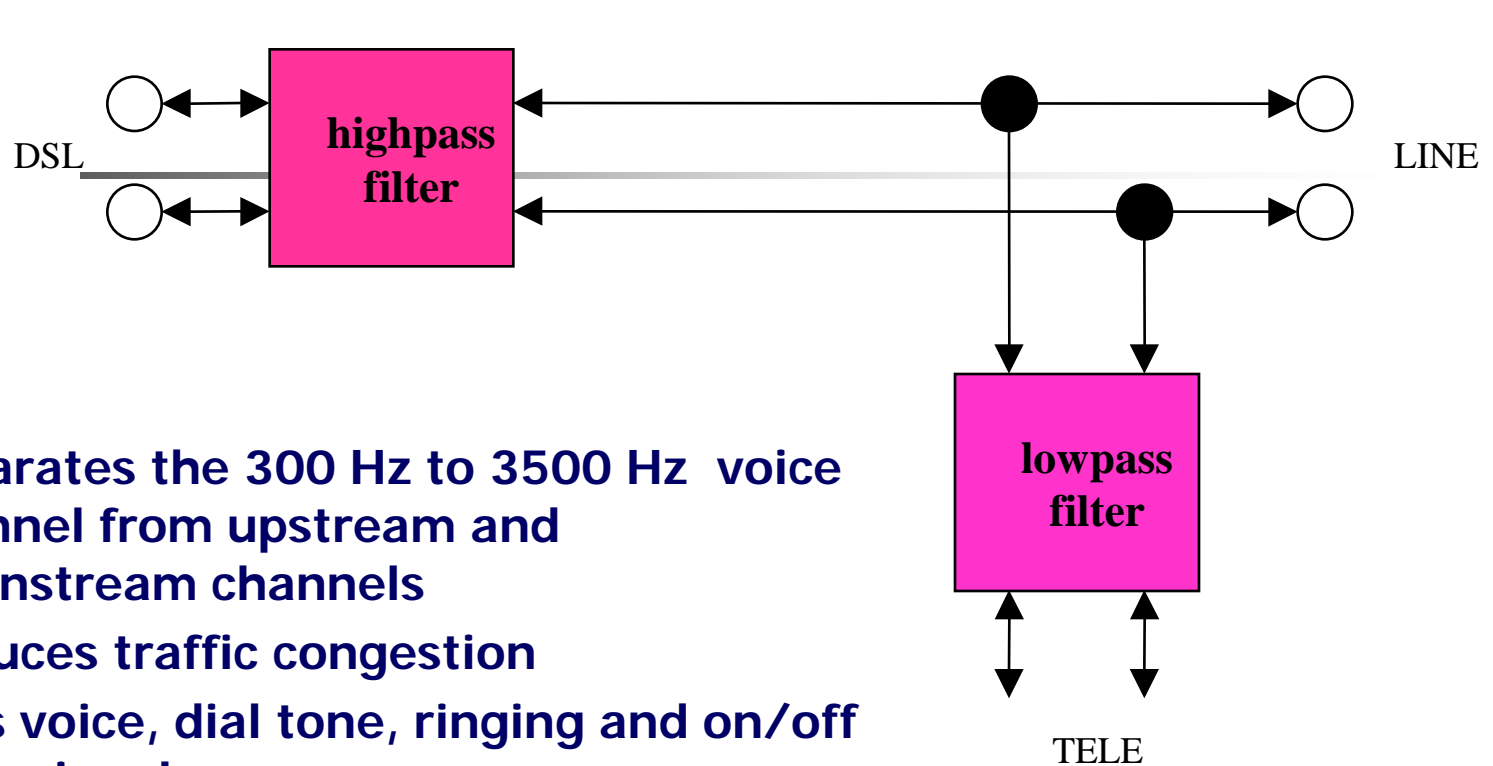 highpass
filter
DSL
LINE
lowpass
filter
arates the 300 Hz to 3500 Hz voice
nnel from upstream and
nstream channels
uces traffic congestion
s voice, dial tone, ringing and on/off
TELE